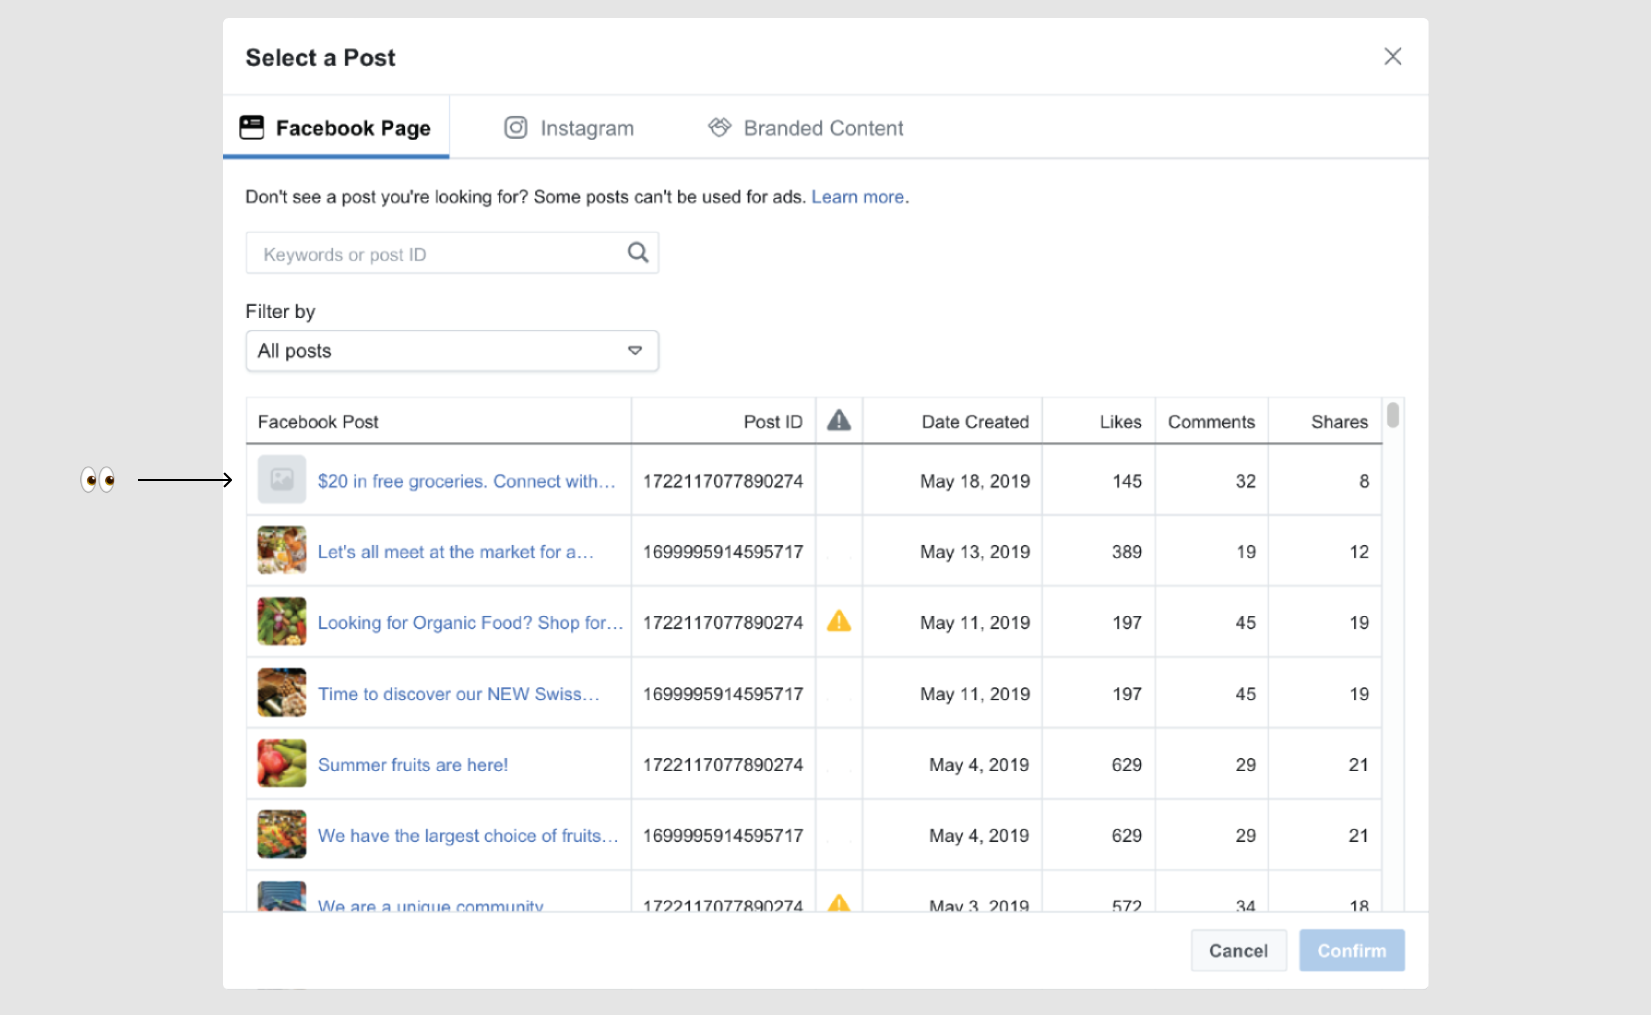 Select a Post
Facebook Page Instagram Branded Content
Don't see a post you're looking for? Some posts can't be used for ads. Learn more.
Keywords or post ID
Filter by
All posts
Facebook Post Post ID Date Created Likes Comments Shares
$20 in free groceries. Connect with... 1722117077890274 May 18, 2019 145 32 8
Let's all meet at the market for a... 1699995914595717 May 13, 2019 389 19 12
Looking for Organic Food? Shop for... 1722117077890274 May 11, 2019 197 45 19
Time to discover our NEW Swiss... 1699995914595717 May 11, 2019 197 45 19
Summer fruits are here! 1722117077890274 May 4, 2019 629 29 21
We have the largest choice of fruits... 1699995914595717 May 4, 2019 629 29 21
We are a unique community 1722117077890274 May 3, 2019 572 34 18
Cancel Confirm